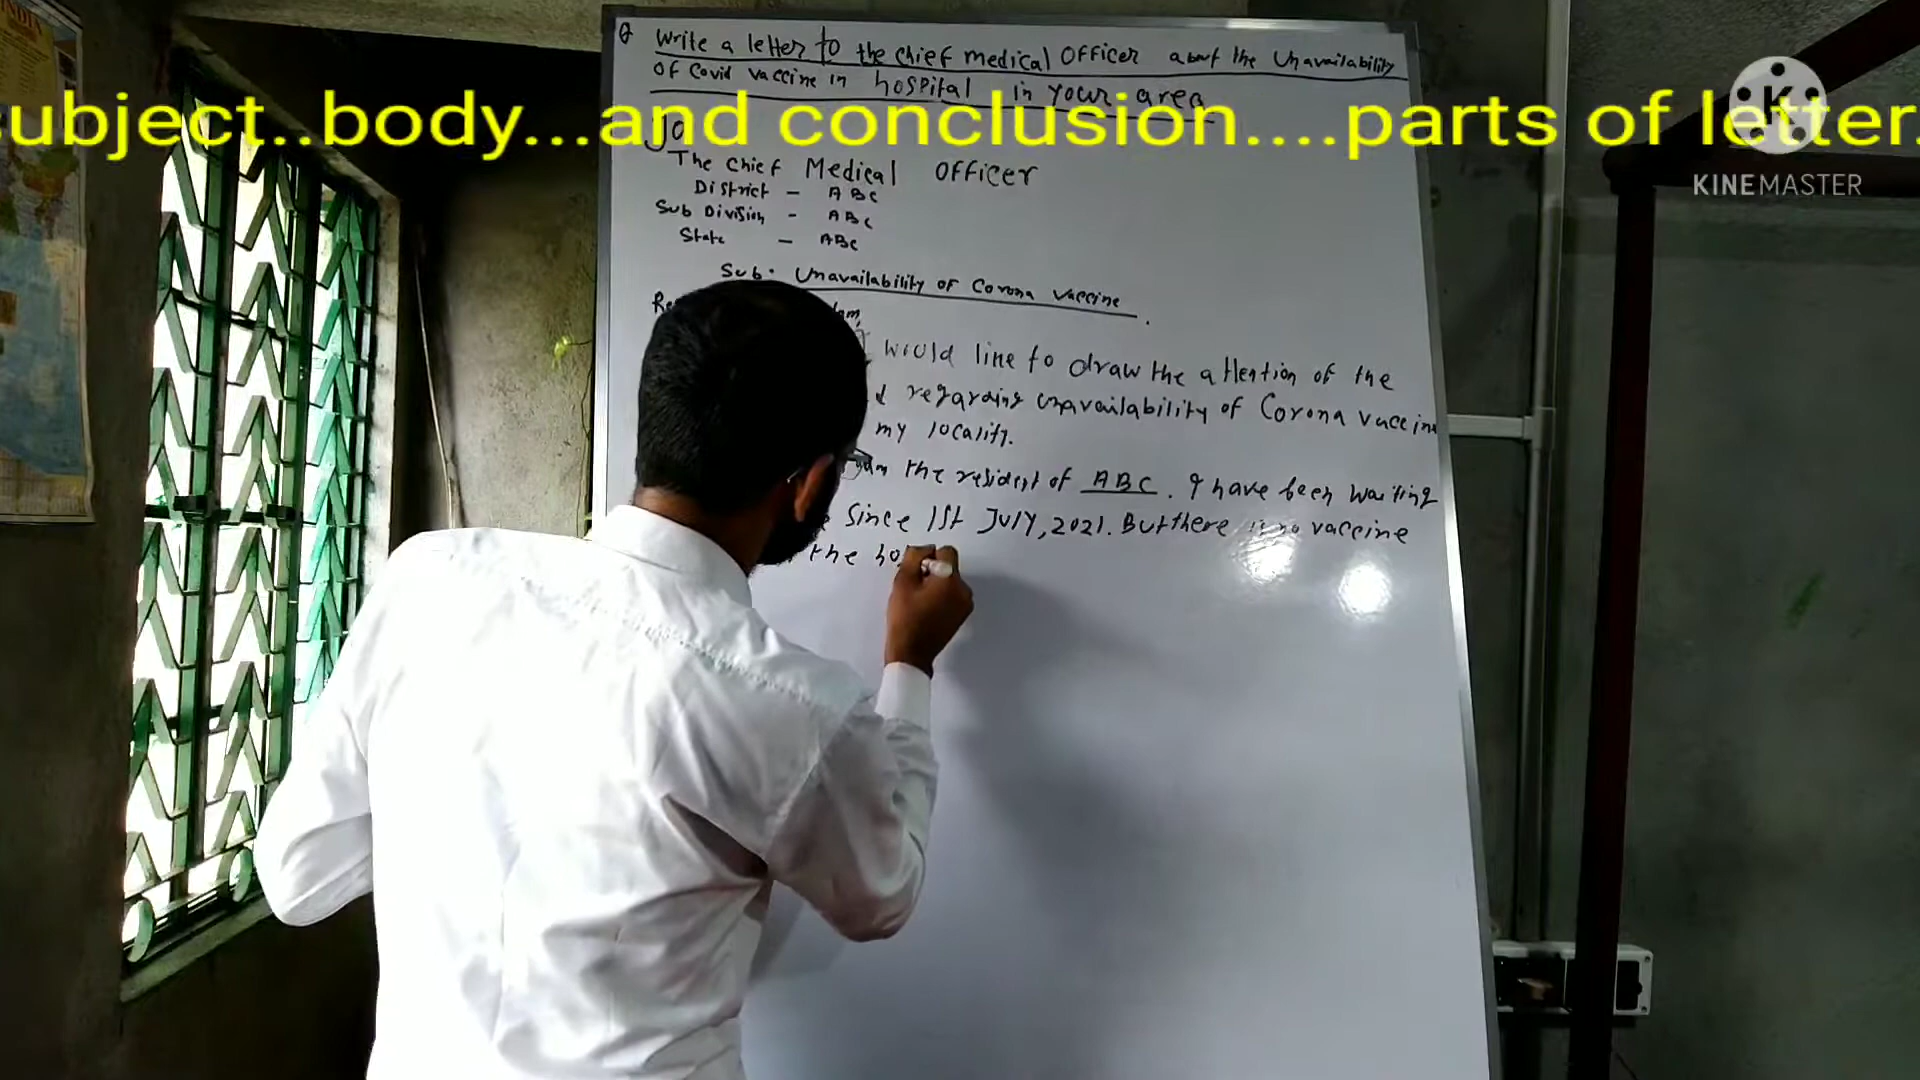 Q Write a letter to the chief medical officer about the unavailability
of Covid vaccine in hospital in your area
ubject..body...and conclusion....parts of letter.
To
The Chief Medical Officer
District - ABC
Sub Division - ABC
State - ABC
Sub. Unavailability of Corona Vaccine.
would like to draw the attention of the
regarding unavailability of Corona vaccine
my locality.
the resident of ABC. I have been waiting
Since 1st July, 2021. But there is no vaccine
the
K
KINEMASTER